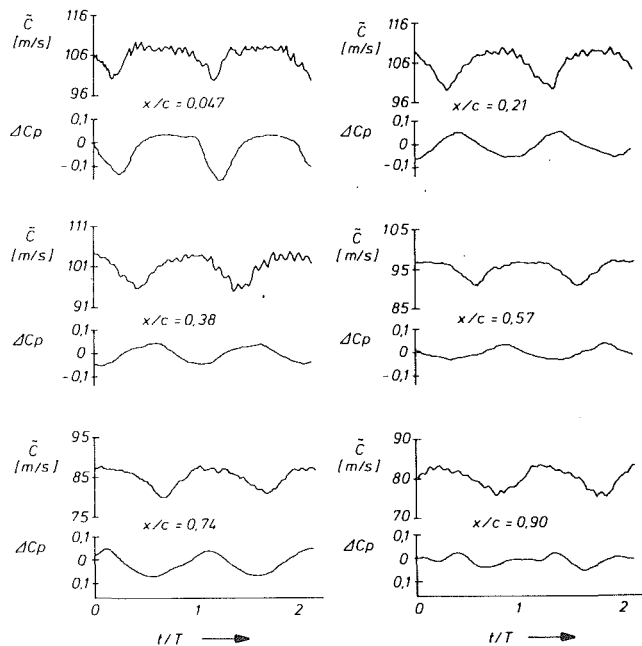 C̃
[m/s]
116
106
96
x/c = 0,047
ΔCp
0,1
0
-0,1
C̃
[m/s]
116
106
96
x/c = 0,21
ΔCp
0,1
0
-0,1
C̃
[m/s]
111
101
91
x/c = 0,38
ΔCp
0,1
0
-0,1
C̃
[m/s]
105
95
85
x/c = 0,57
ΔCp
0,1
0
-0,1
C̃
[m/s]
95
85
75
x/c = 0,74
ΔCp
0,1
0
0,1
0 1 2
t/T
C̃
[m/s]
90
80
70
x/c = 0,90
ΔCp
0,1
0
0,1
0 1 2
t/T